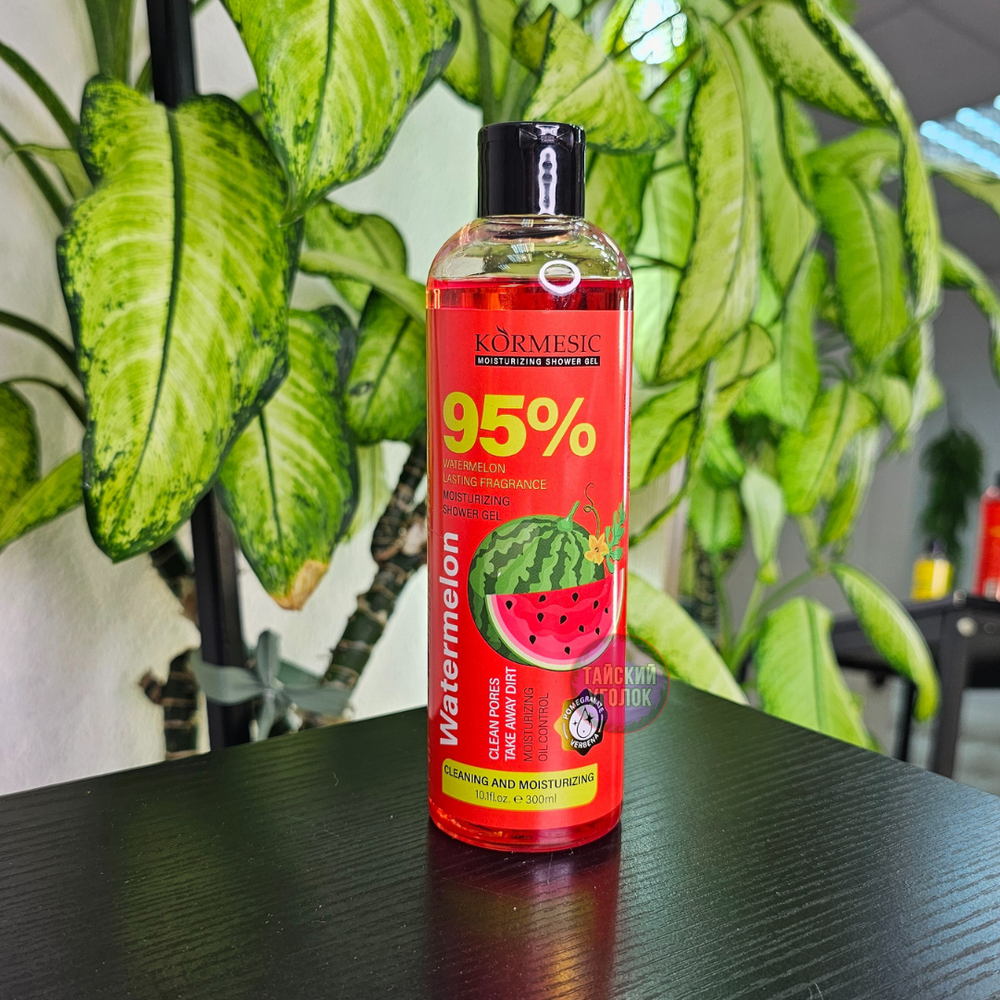 KORMESIC
MOISTURIZING SHOWER GEL
95%
WATERMELON
LASTING FRAGRANCE
MOISTURIZING
SHOWER GEL
Watermelon
CLEAN PORES
TAKE AWAY DIRT
MOISTURIZING
OIL CONTROL
ТАЙСКИЙ
УГОЛОК
POMEGRANATE
VERBENA
CLEANING AND MOISTURIZING
10.1fl.oz. ℮ 300ml